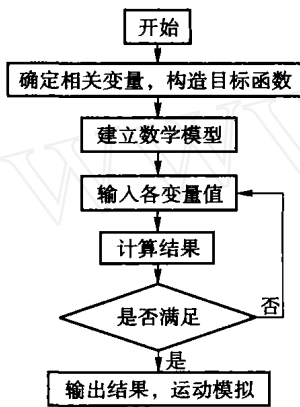 开始
确定相关变量，构造目标函数
建立数学模型
输入各变量值
计算结果
是否满足
否
是
输出结果，运动模拟